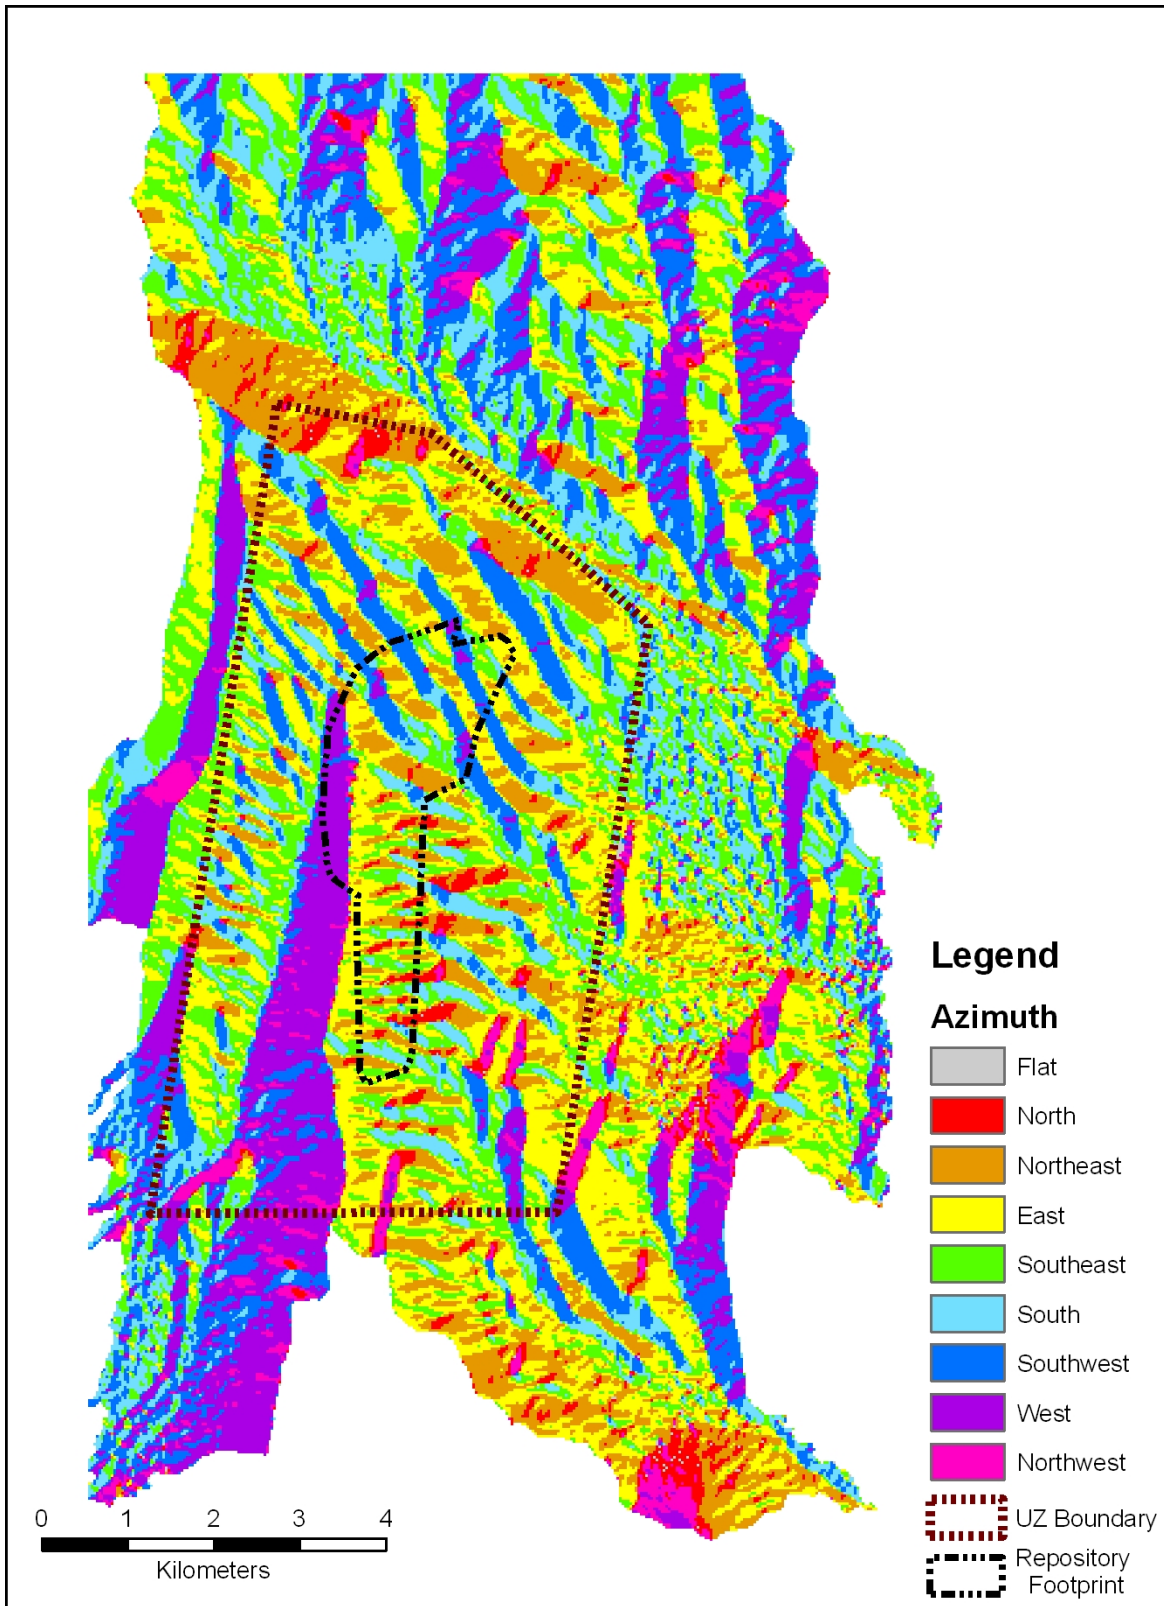 Legend
Azimuth
Flat
North
Northeast
East
Southeast
South
Southwest
West
Northwest
UZ Boundary
Repository
Footprint
0 1 2 3 4
Kilometers